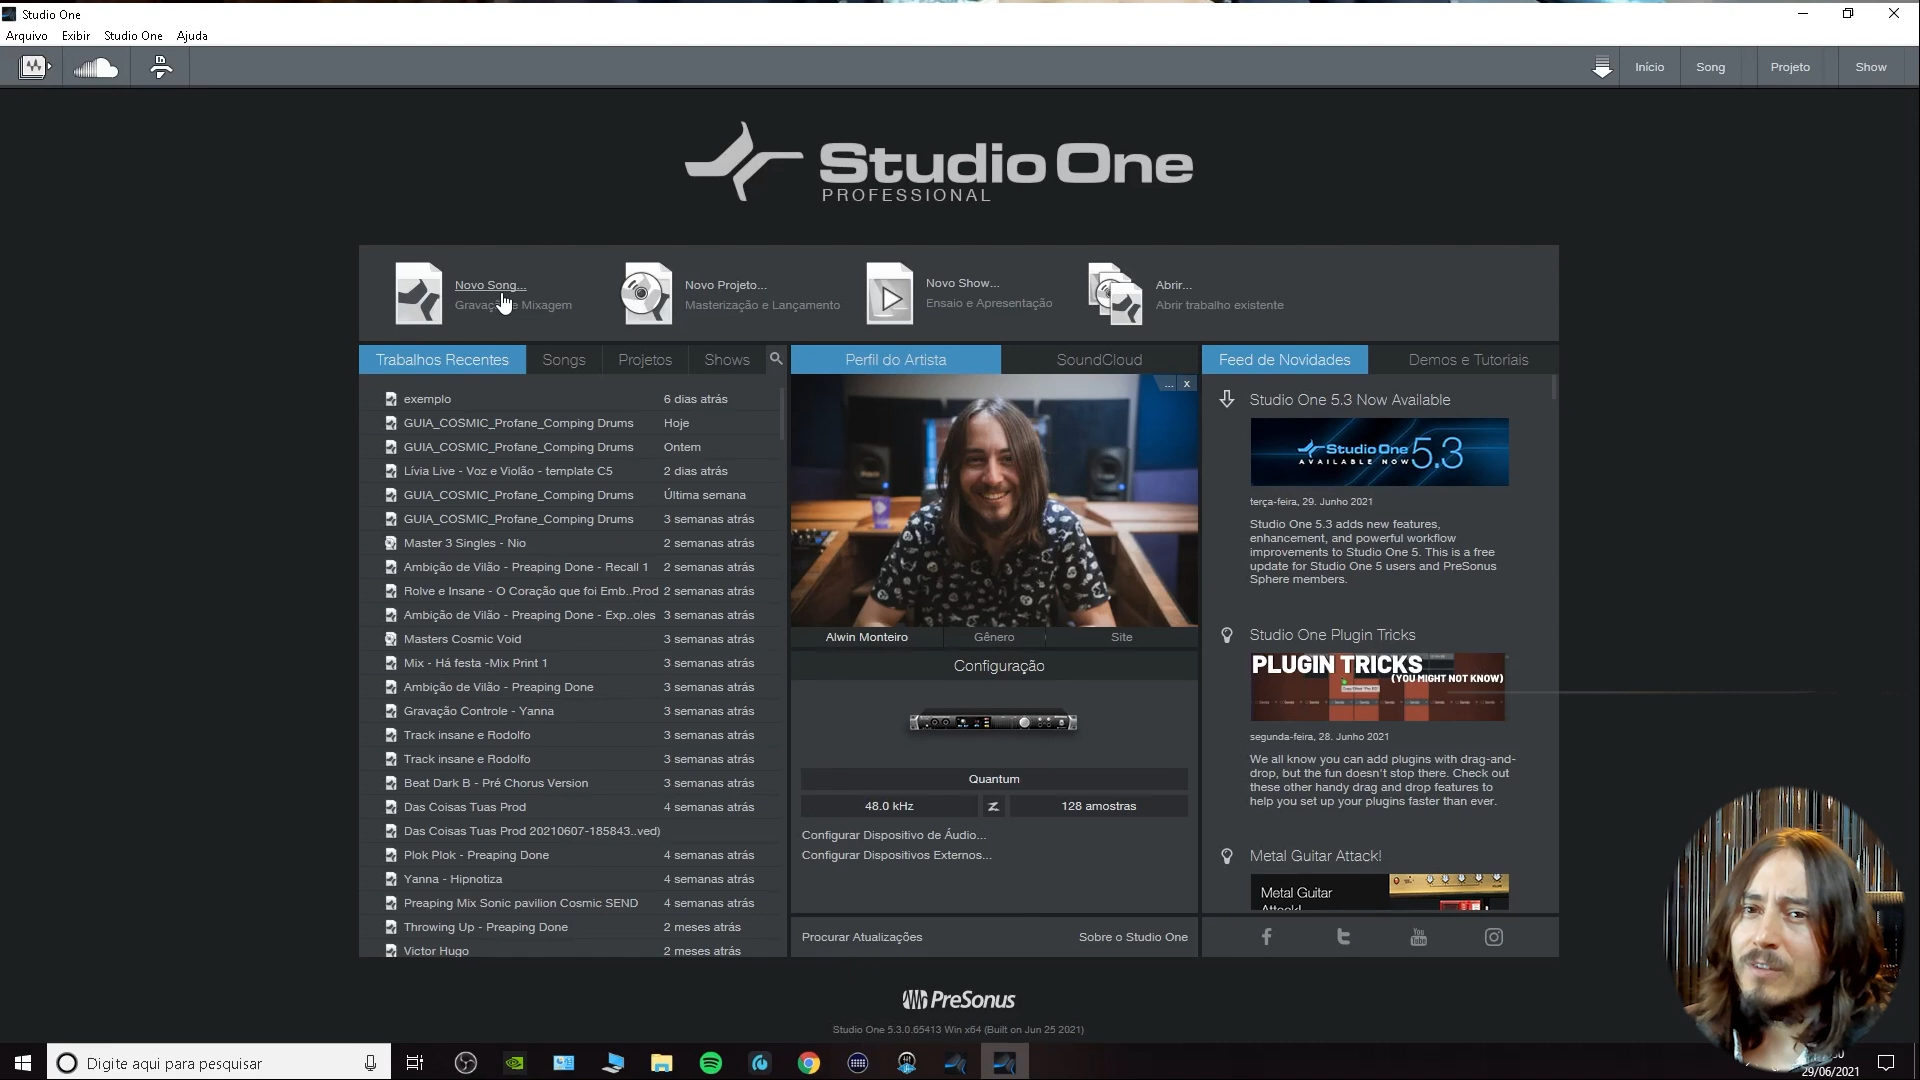 Studio One
Arquivo Exibir Studio One Ajuda
Início Song Projeto Show
Studio One
PROFESSIONAL
Novo Song...
Gravação e Mixagem
Novo Projeto...
Masterização e Lançamento
Novo Show...
Ensaio e Apresentação
Abrir...
Abrir trabalho existente
Trabalhos Recentes Songs Projetos Shows
exemplo 6 dias atrás
GUIA_COSMIC_Profane_Comping Drums Hoje
GUIA_COSMIC_Profane_Comping Drums Ontem
Lívia Live - Voz e Violão - template C5 2 dias atrás
GUIA_COSMIC_Profane_Comping Drums Última semana
GUIA_COSMIC_Profane_Comping Drums 3 semanas atrás
Master 3 Singles - Nio 2 semanas atrás
Ambição de Vilão - Preaping Done - Recall 1 2 semanas atrás
Rolve e Insane - O Coração que foi Emb..Prod 2 semanas atrás
Ambição de Vilão - Preaping Done - Exp..oles 3 semanas atrás
Masters Cosmic Void 3 semanas atrás
Mix - Há festa -Mix Print 1 3 semanas atrás
Ambição de Vilão - Preaping Done 3 semanas atrás
Gravação Controle - Yanna 3 semanas atrás
Track insane e Rodolfo 3 semanas atrás
Track insane e Rodolfo 3 semanas atrás
Beat Dark B - Pré Chorus Version 3 semanas atrás
Das Coisas Tuas Prod 4 semanas atrás
Das Coisas Tuas Prod 20210607-185843..ved)
Plok Plok - Preaping Done 4 semanas atrás
Yanna - Hipnotiza 4 semanas atrás
Preaping Mix Sonic pavilion Cosmic SEND 4 semanas atrás
Throwing Up - Preaping Done 2 meses atrás
Victor Hugo 2 meses atrás
Perfil do Artista SoundCloud
... x
Alwin Monteiro Gênero Site
Configuração
Quantum
48.0 kHz 128 amostras
Configurar Dispositivo de Áudio...
Configurar Dispositivos Externos...
Procurar Atualizações Sobre o Studio One
Feed de Novidades Demos e Tutoriais
Studio One 5.3 Now Available
Studio One 5.3
AVAILABLE NOW
terça-feira, 29. Junho 2021
Studio One 5.3 adds new features,
enhancement, and powerful workflow
improvements to Studio One 5. This is a free
update for Studio One 5 users and PreSonus
Sphere members.
Studio One Plugin Tricks
PLUGIN TRICKS
(YOU MIGHT NOT KNOW)
segunda-feira, 28. Junho 2021
We all know you can add plugins with drag-and-
drop, but the fun doesn't stop there. Check out
these other handy drag and drop features to
help you set up your plugins faster than ever.
Metal Guitar Attack!
Metal Guitar
Attack!
You
Tube
PreSonus
Studio One 5.3.0.65413 Win x64 (Built on Jun 25 2021)
Digite aqui para pesquisar
29/06/2021